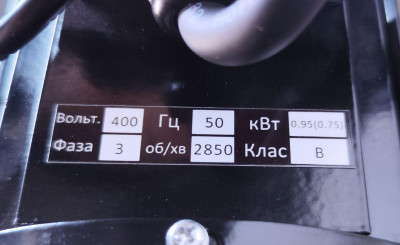 Вольт. 400 Гц 50 кВт 0.95(0.75)
Фаза 3 об/хв 2850 Клас B